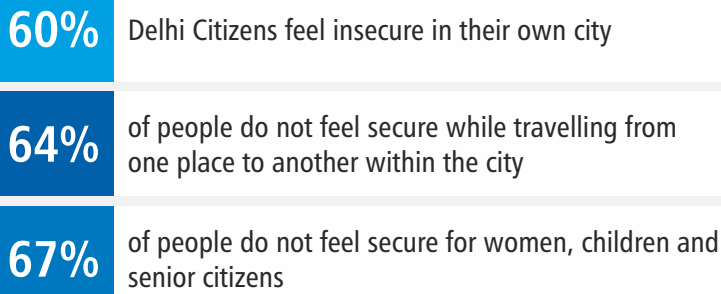 60% Delhi Citizens feel insecure in their own city
64% of people do not feel secure while travelling from
one place to another within the city
67% of people do not feel secure for women, children and
senior citizens